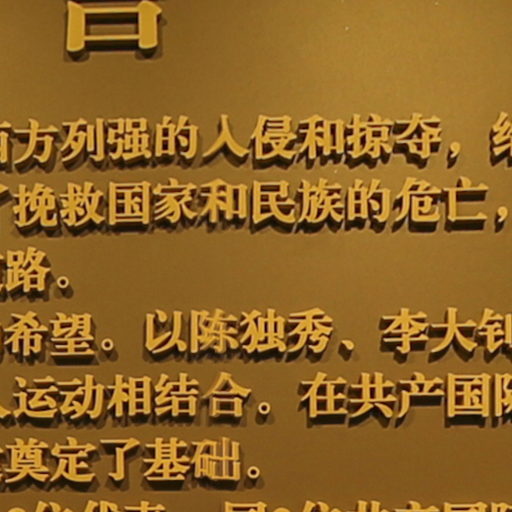 方列强的入侵和掠夺，
挽救国家和民族的危亡，
路。
希望。以陈独秀、李大钊
运动相结合。在共产国际
奠定了基础。